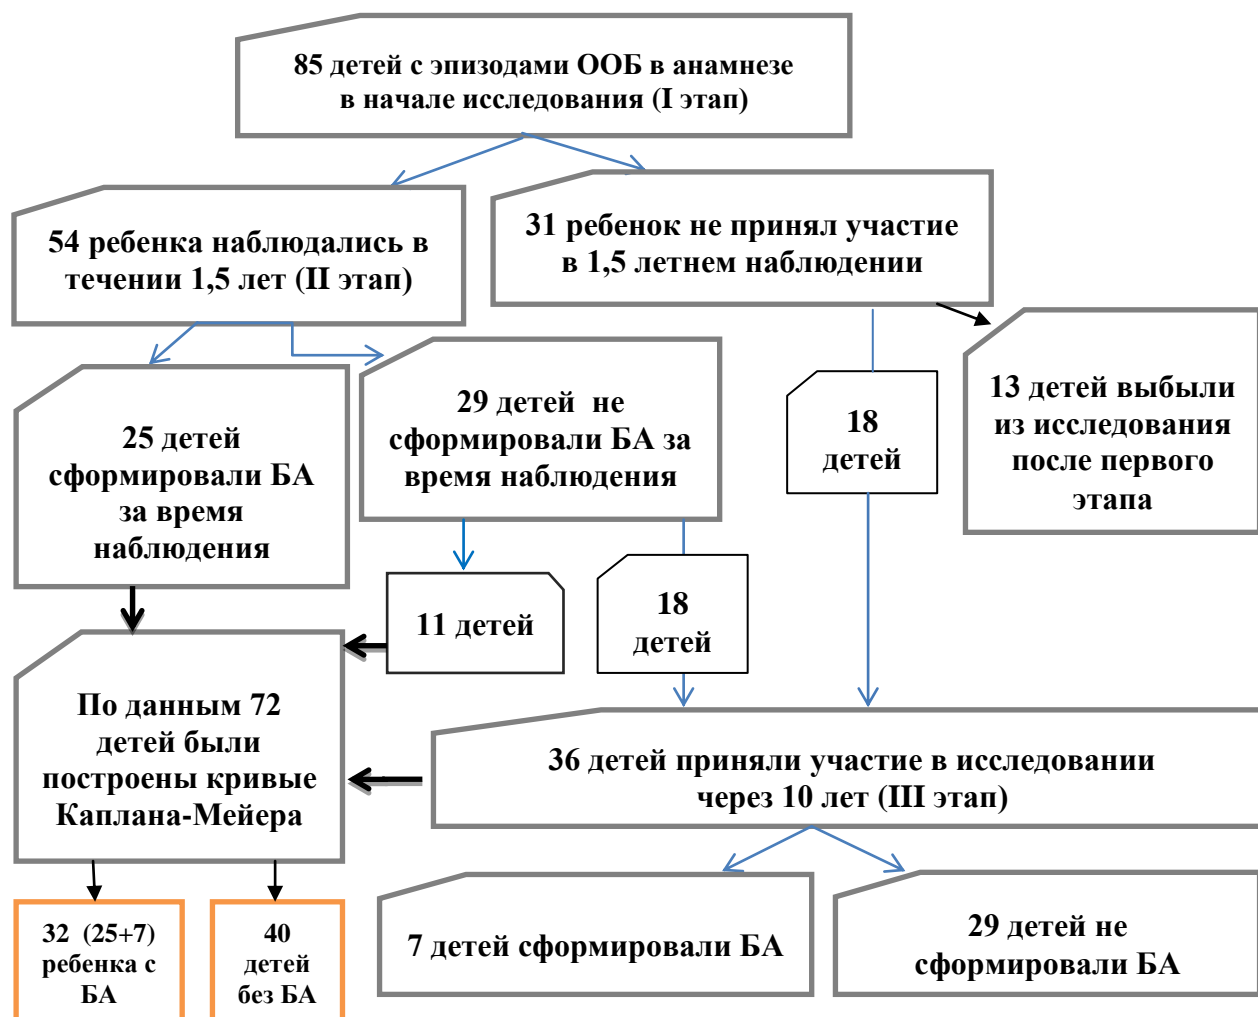 85 детей с эпизодами ООБ в анамнезе
в начале исследования (I этап)
54 ребенка наблюдались в
течении 1,5 лет (II этап)
31 ребенок не принял участие
в 1,5 летнем наблюдении
25 детей
сформировали БА
за время
наблюдения
29 детей не
сформировали БА за
время наблюдения
18
детей
13 детей выбыли
из исследования
после первого
этапа
11 детей
18
детей
По данным 72
детей были
построены кривые
Каплана-Мейера
36 детей приняли участие в исследовании
через 10 лет (III этап)
32 (25+7)
ребенка с
БА
40
детей
без БА
7 детей сформировали БА
29 детей не
сформировали БА